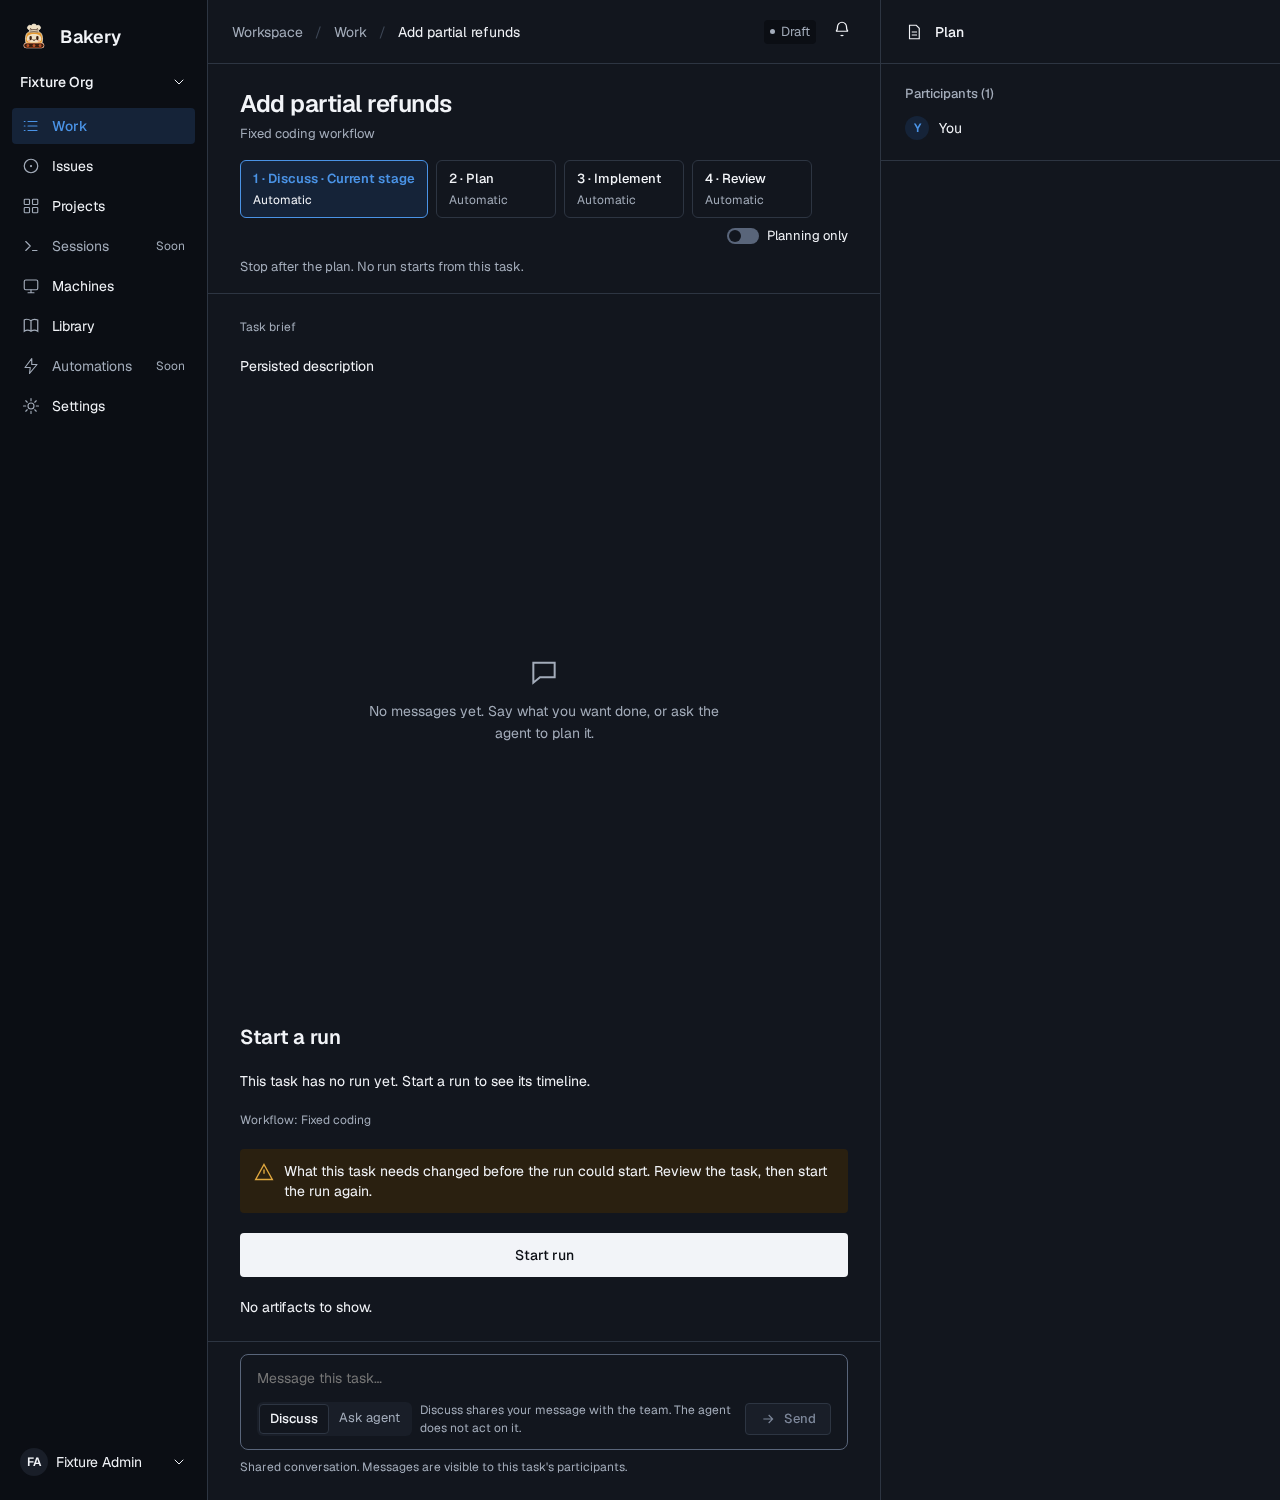 Bakery
Fixture Org
Work
Issues
Projects
Sessions Soon
Machines
Library
Automations Soon
Settings
FA Fixture Admin
Workspace / Work / Add partial refunds
Draft
Add partial refunds
Fixed coding workflow
1 · Discuss · Current stage
Automatic
2 · Plan
Automatic
3 · Implement
Automatic
4 · Review
Automatic
Planning only
Stop after the plan. No run starts from this task.
Task brief
Persisted description
No messages yet. Say what you want done, or ask the
agent to plan it.
Start a run
This task has no run yet. Start a run to see its timeline.
Workflow: Fixed coding
What this task needs changed before the run could start. Review the task, then start
the run again.
Start run
No artifacts to show.
Message this task...
Discuss
Ask agent
Discuss shares your message with the team. The agent
does not act on it.
Send
Shared conversation. Messages are visible to this task's participants.
Plan
Participants (1)
Y You